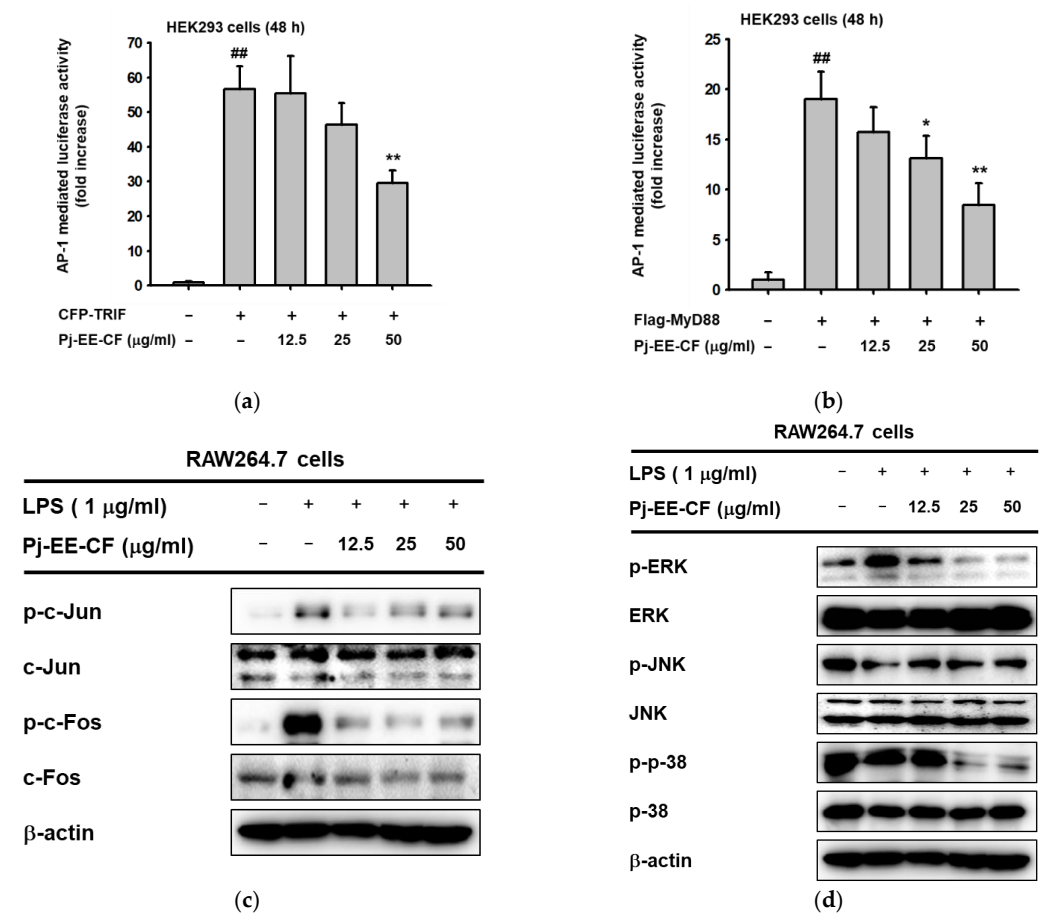 HEK293 cells (48 h)
AP-1 mediated luciferase activity
(fold increase)
70
60
50
40
30
20
10
0
##
**
CFP-TRIF – + + + +
Pj-EE-CF (μg/ml) – – 12.5 25 50
(a)
HEK293 cells (48 h)
AP-1 mediated luciferase activity
(fold increase)
25
20
15
10
5
0
##
*
**
Flag-MyD88 – + + + +
Pj-EE-CF (μg/ml) – – 12.5 25 50
(b)
RAW264.7 cells
LPS ( 1 μg/ml) – + + + +
Pj-EE-CF (μg/ml) – – 12.5 25 50
p-c-Jun
c-Jun
p-c-Fos
c-Fos
β-actin
(c)
RAW264.7 cells
LPS ( 1 μg/ml) – + + + +
Pj-EE-CF (μg/ml) – – 12.5 25 50
p-ERK
ERK
p-JNK
JNK
p-p-38
p-38
β-actin
(d)